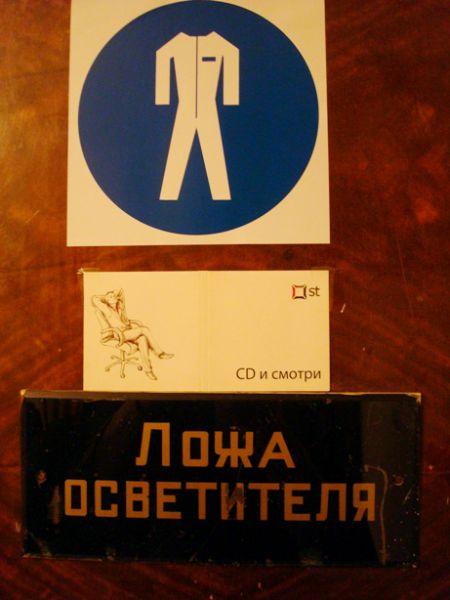 st
CD и смотри
Ложа
осветителя